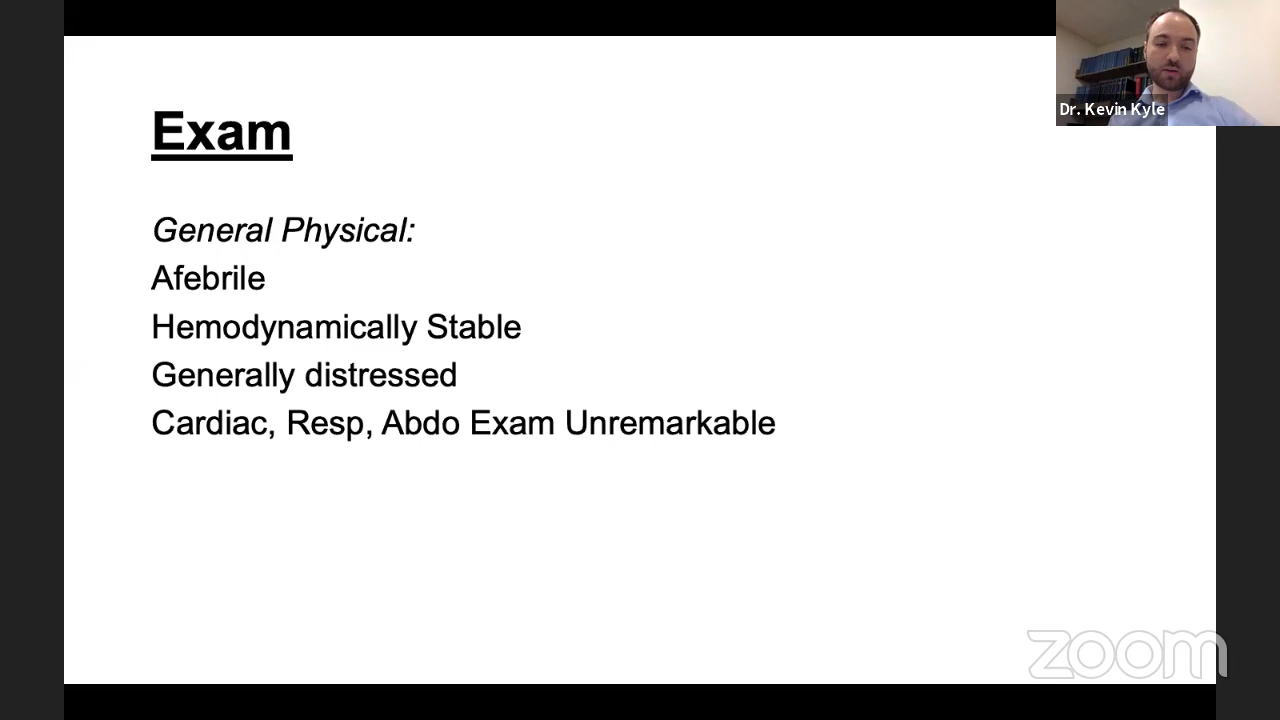 Dr. Kevin Kyle
Exam
General Physical:
Afebrile
Hemodynamically Stable
Generally distressed
Cardiac, Resp, Abdo Exam Unremarkable
zoom